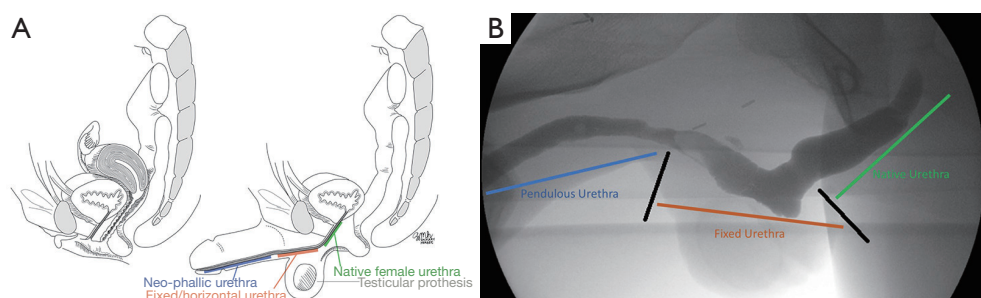 A
Neo-phallic urethra
Fixed/horizontal urethra
Native female urethra
Testicular prothesis
B
Pendulous Urethra
Fixed Urethra
Native Urethra